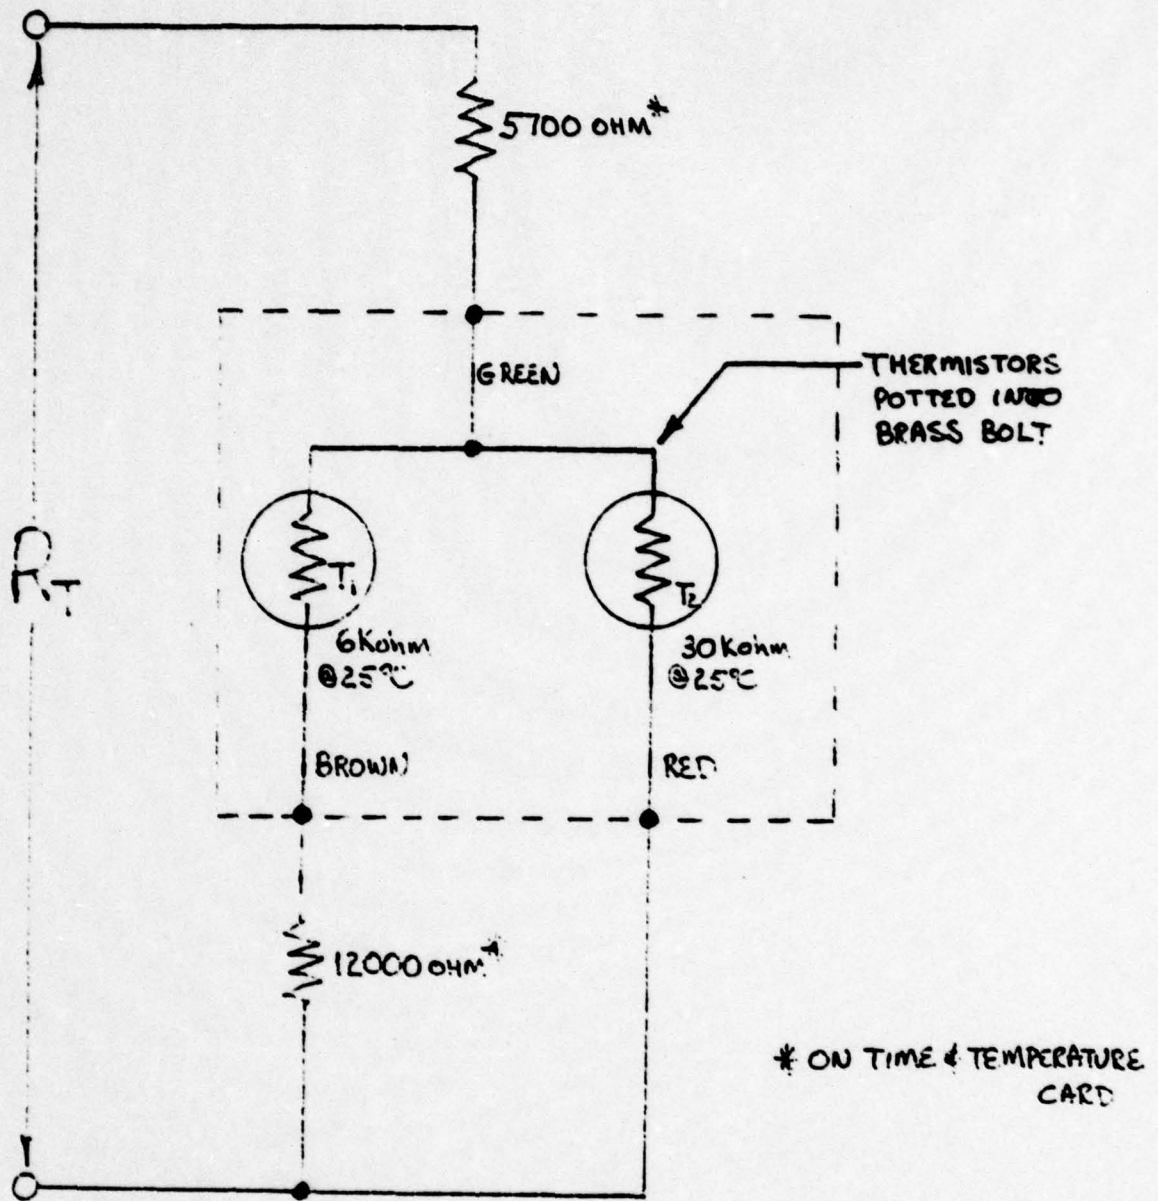 5700 OHM*
GREEN
THERMISTORS
POTTED INTO
BRASS BOLT
RT
T1
T2
6Kohm
@25°C
30Kohm
@25°C
BROWN
RED
12000 OHM*
* ON TIME & TEMPERATURE
CARD